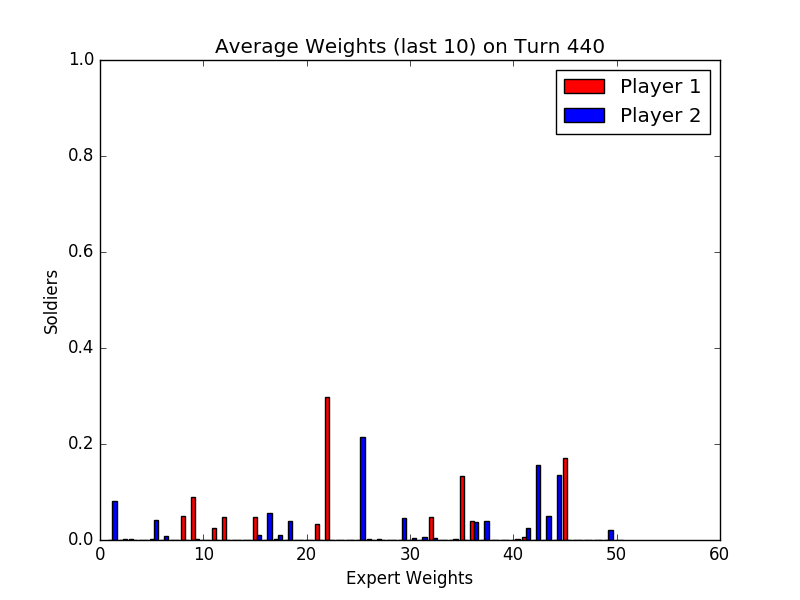 Average Weights (last 10) on Turn 440
Player 1
Player 2
1.0
0.8
0.6
0.4
0.2
0.0
Soldiers
0 10 20 30 40 50 60
Expert Weights